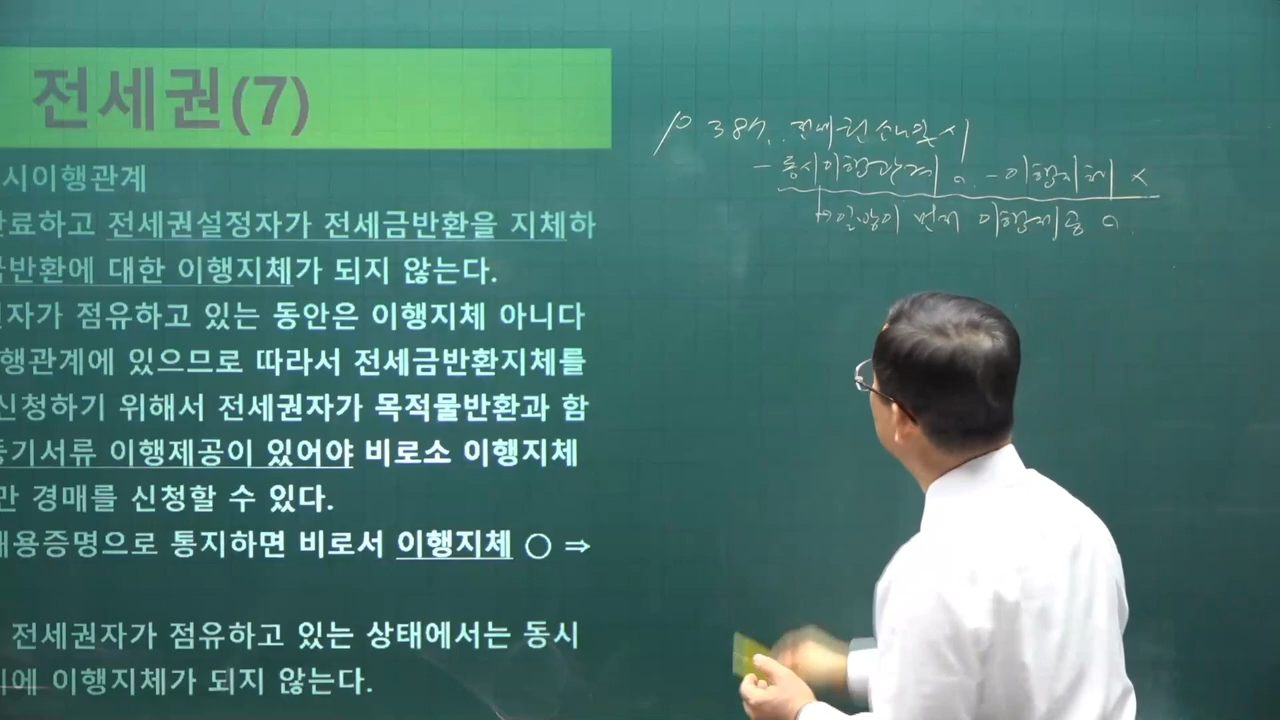 전세권(7)
시이행관계
완료하고 전세권설정자가 전세금반환을 지체하
금반환에 대한 이행지체가 되지 않는다.
자가 점유하고 있는 동안은 이행지체 아니다
행관계에 있으므로 따라서 전세금반환지체를
신청하기 위해서 전세권자가 목적물반환과 함
등기서류 이행제공이 있어야 비로소 이행지체
만 경매를 신청할 수 있다.
내용증명으로 통지하면 비로서 이행지체 ○ ⇒
전세권자가 점유하고 있는 상태에서는 동시
에 이행지체가 되지 않는다.
P 387. 전세권 시
- 동시이행관계 o. - 이행지체 ×
일방이 먼저 이행제공 o